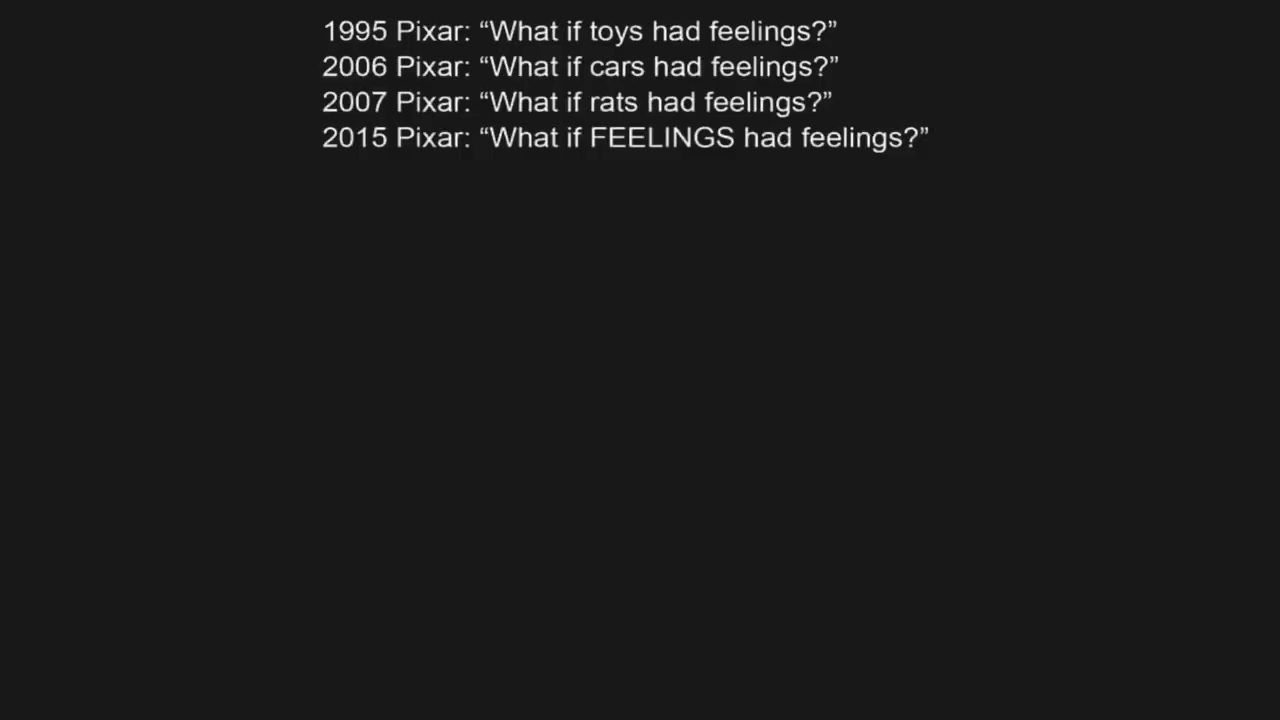 1995 Pixar: “What if toys had feelings?”
2006 Pixar: “What if cars had feelings?”
2007 Pixar: “What if rats had feelings?”
2015 Pixar: “What if FEELINGS had feelings?”